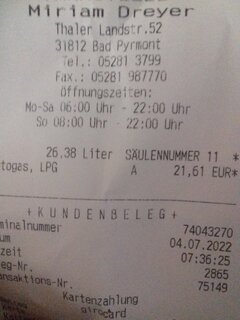 Miriam Dreyer
Thaler Landstr.52
31812 Bad Pyrmont
Tel.: 05281 3799
Fax.: 05281 987770
Öffnungszeiten:
Mo-Sa 06:00 Uhr - 22:00 Uhr
So 08:00 Uhr - 22:00 Uhr
26,38 Liter SÄULENNUMMER 11 *
togas, LPG A 21,61 EUR*
+KUNDENBELEG+
minalnummer 74043270
um 04.07.2022
zeit 07:36:25
eg-Nr. 2865
ansaktions-Nr. 75149
Kartenzahlung
girocard